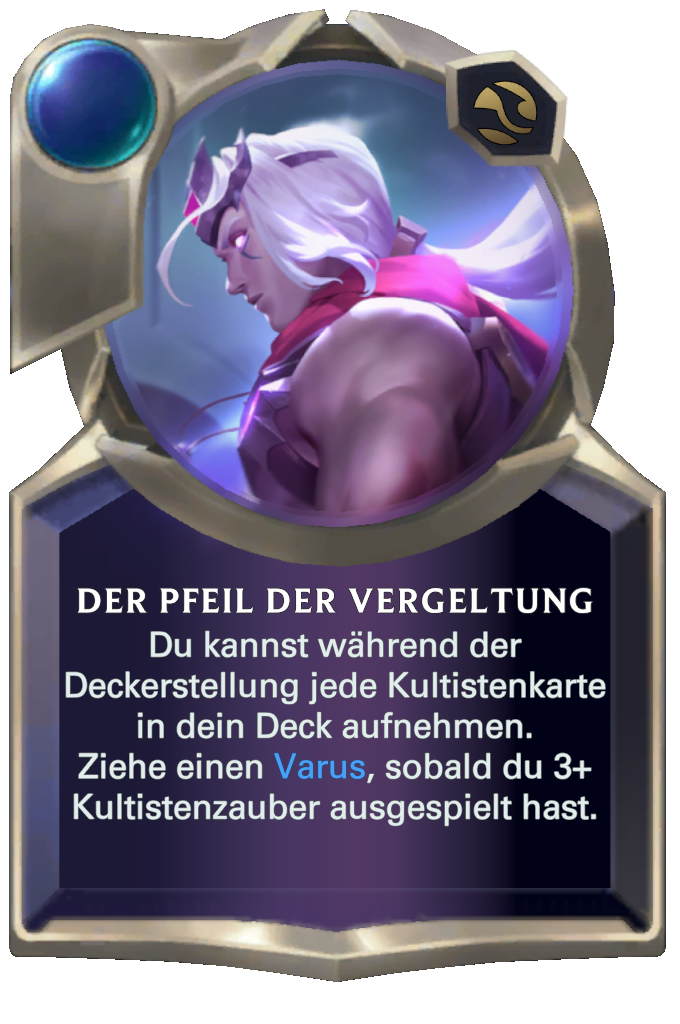 DER PFEIL DER VERGELTUNG
Du kannst während der
Deckerstellung jede Kultistenkarte
in dein Deck aufnehmen.
Ziehe einen Varus, sobald du 3+
Kultistenzauber ausgespielt hast.